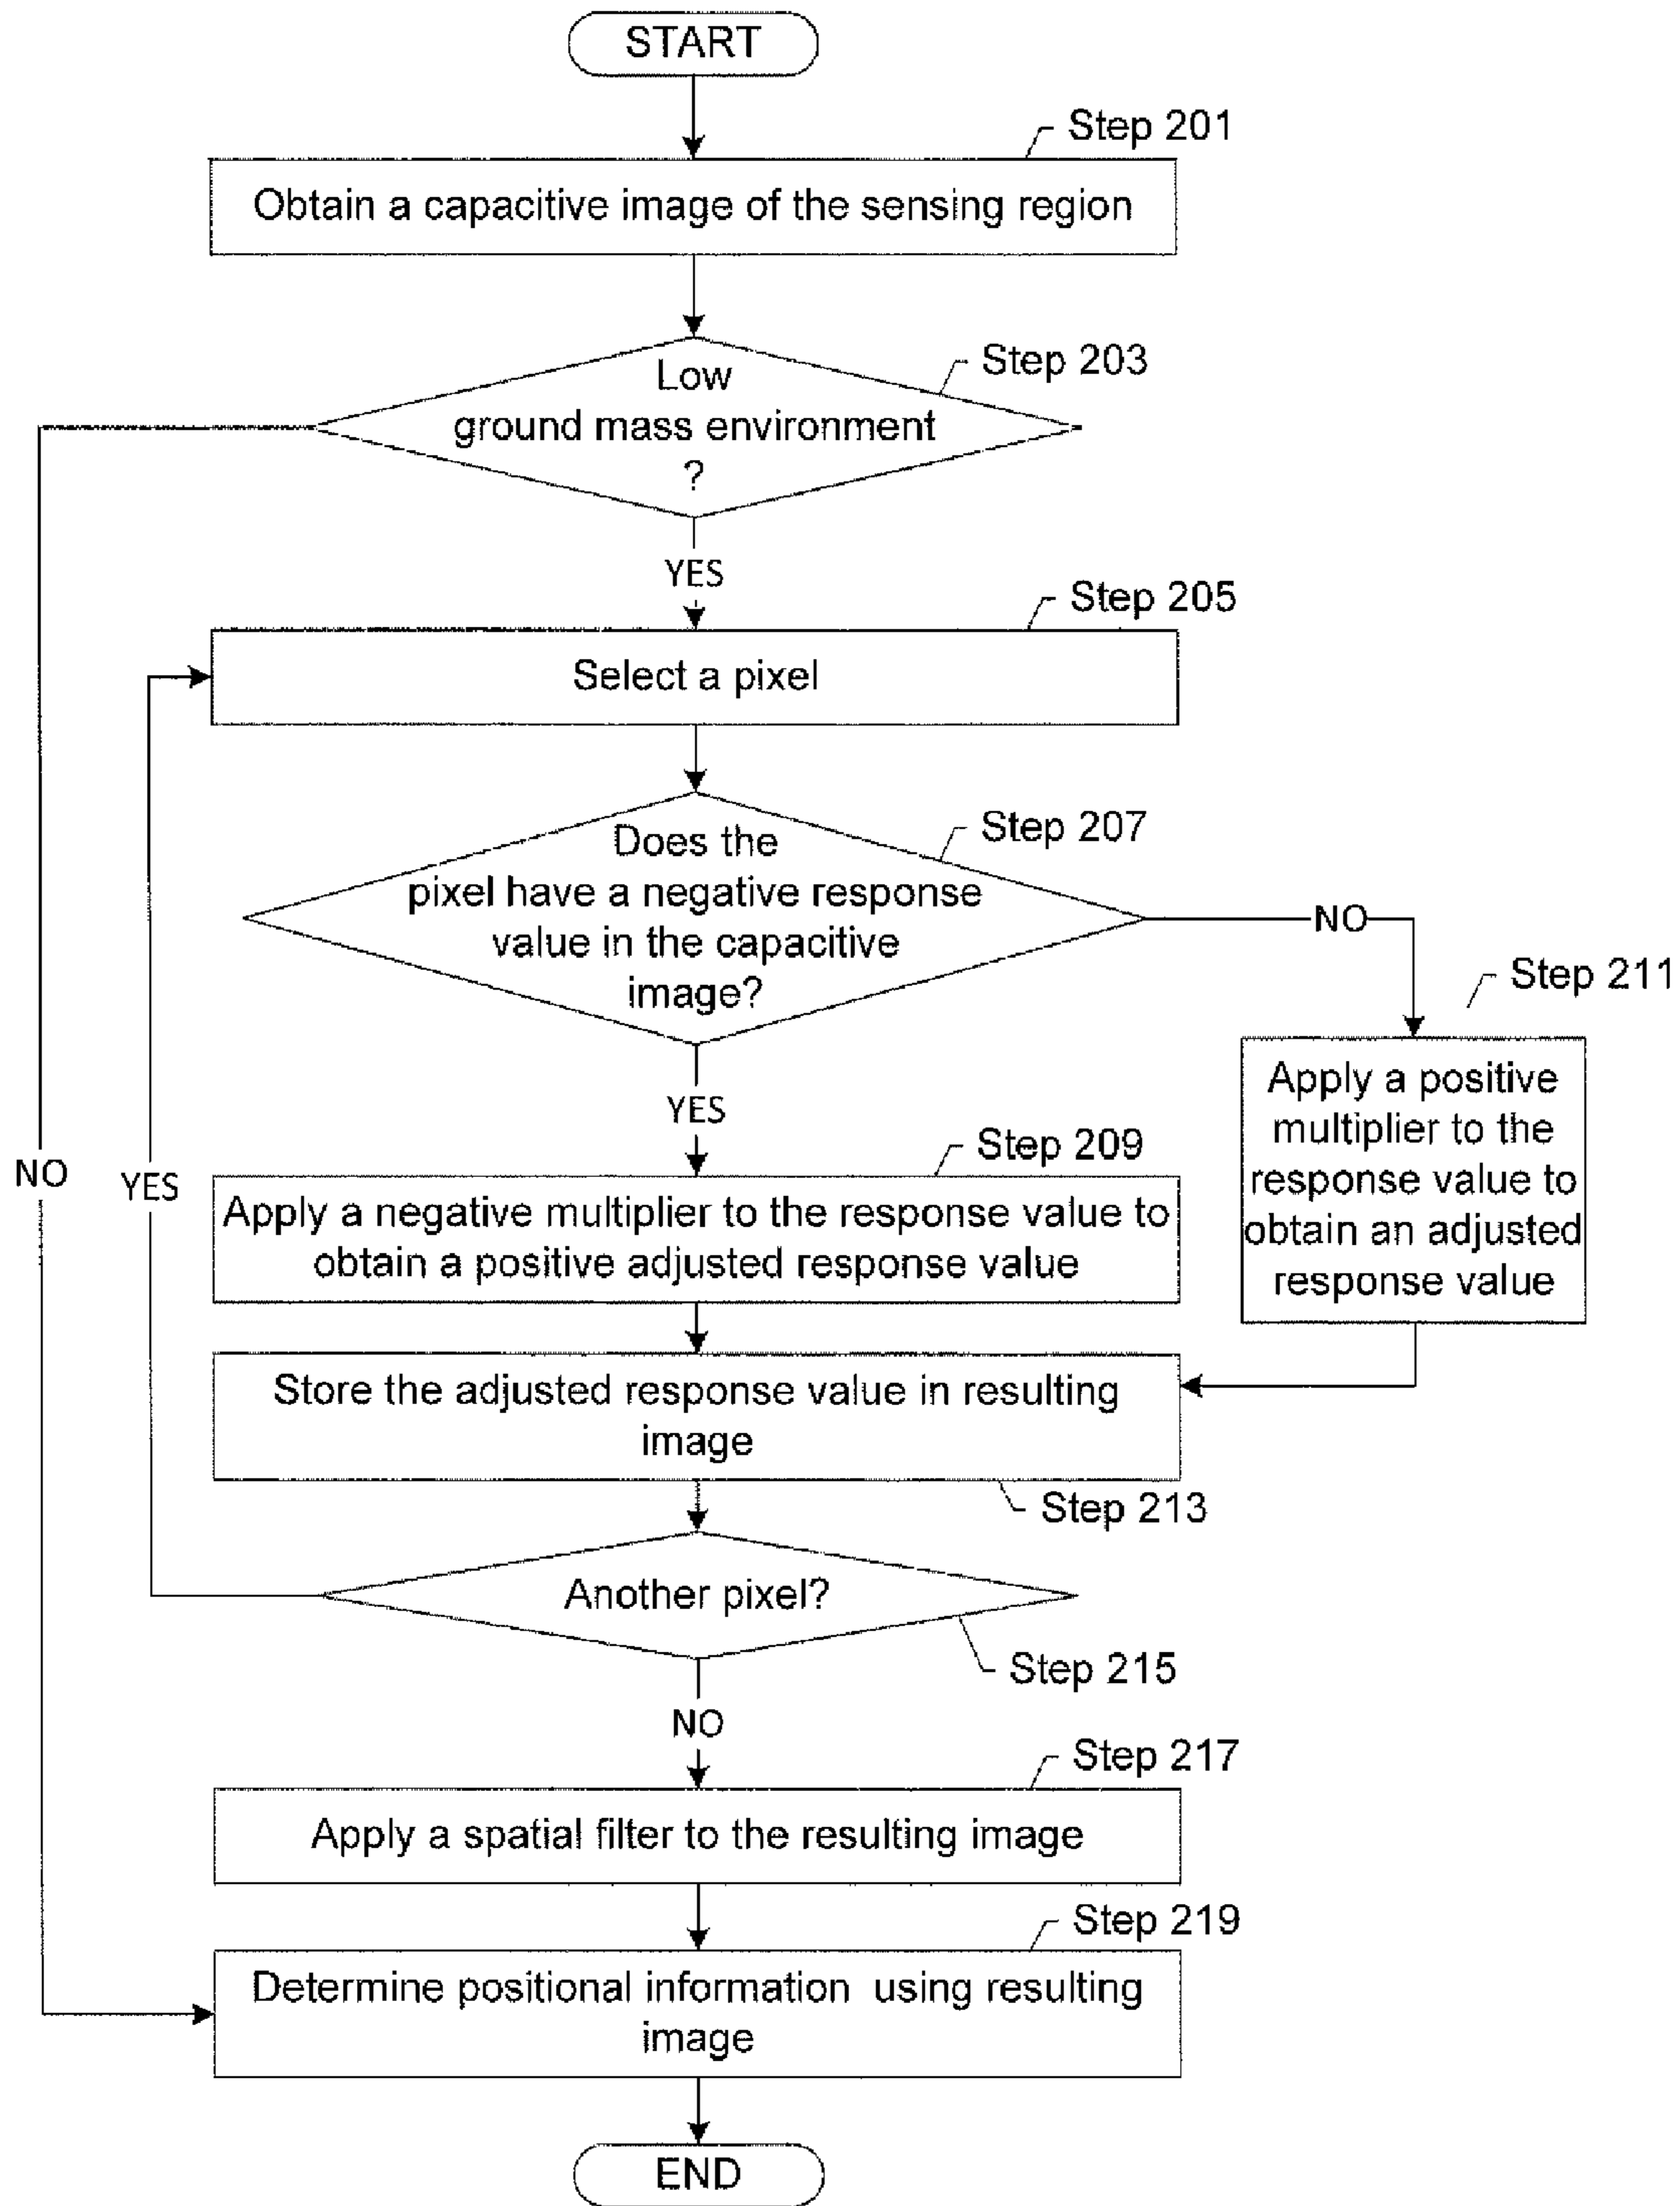 START
Step 201
Obtain a capacitive image of the sensing region
Step 203
Low
ground mass environment
?
YES
Step 205
Select a pixel
Step 207
Does the
pixel have a negative response
value in the capacitive
image?
NO
Step 211
Apply a positive
multiplier to the
response value to
obtain an adjusted
response value
YES
NO
YES
Step 209
Apply a negative multiplier to the response value to
obtain a positive adjusted response value
Store the adjusted response value in resulting
image
Step 213
Another pixel?
Step 215
NO
Step 217
Apply a spatial filter to the resulting image
Step 219
Determine positional information using resulting
image
END